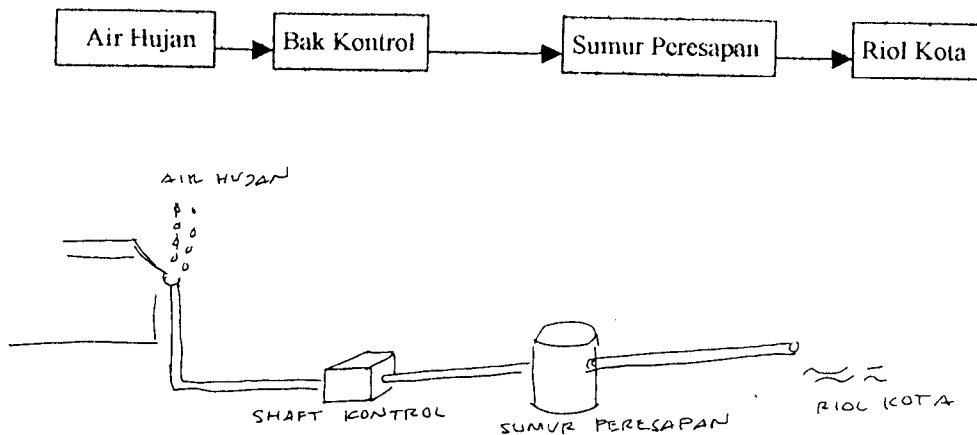 Air Hujan
Bak Kontrol
Sumur Peresapan
Riol Kota
AIR HUJAN
SHAFT KONTROL
SUMUR PERESAPAN
RIOL KOTA